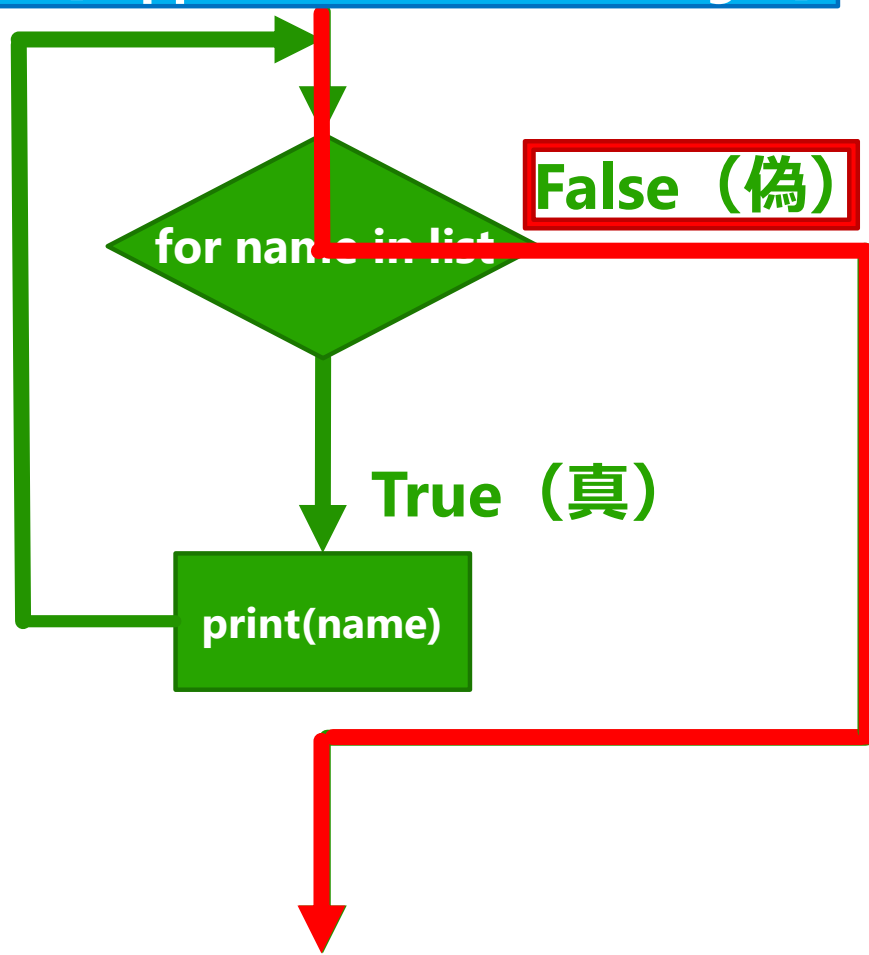 False（偽）
for name in list
True（真）
print(name)